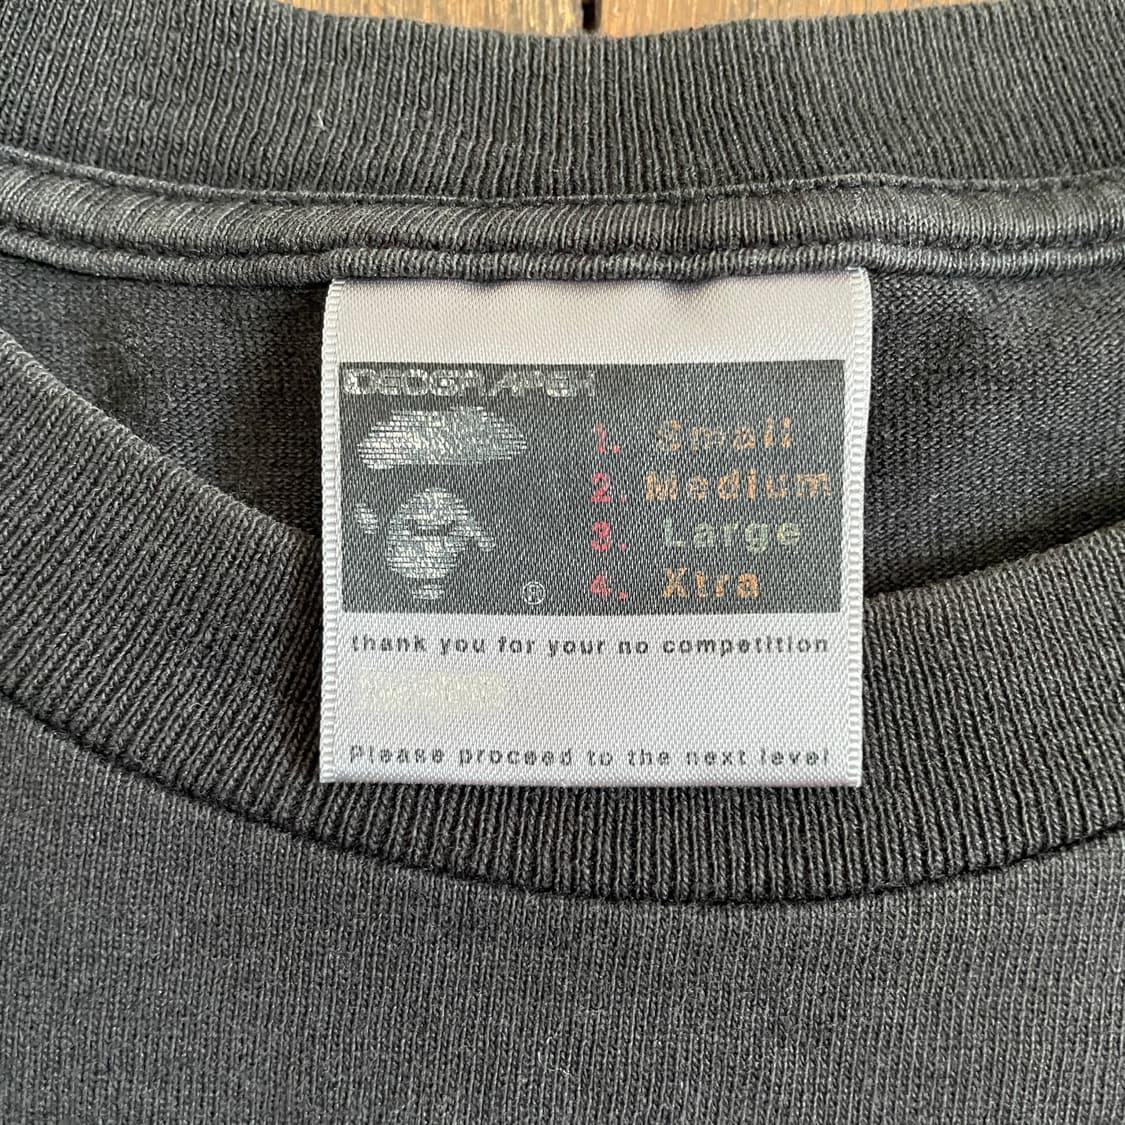 ®
1. Small
2. Medium
3. Large
4. Xtra
thank you for your no competition
Please proceed to the next level